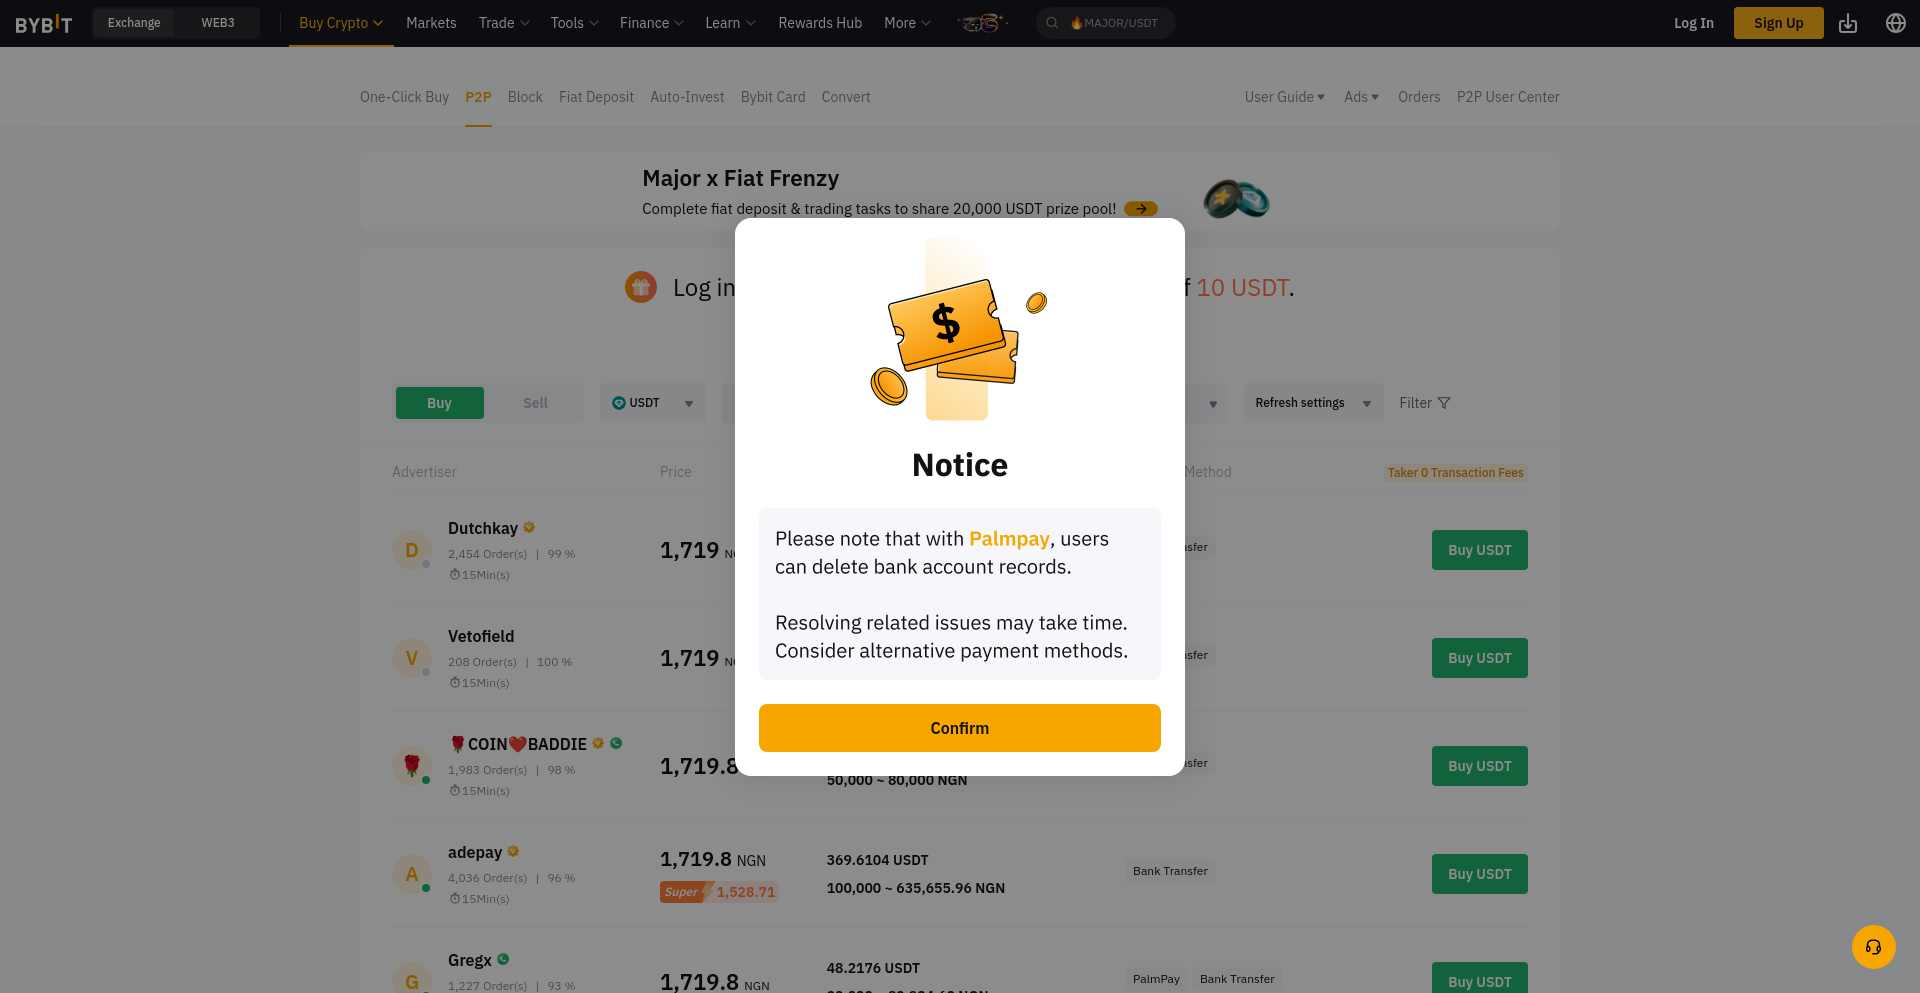 BYBIT
Exchange
WEB3
Buy Crypto
Markets
Trade
Tools
Finance
Learn
Rewards Hub
More
🔥MAJOR/USDT
Log In
Sign Up
One-Click Buy
P2P
Block
Fiat Deposit
Auto-Invest
Bybit Card
Convert
User Guide
Ads
Orders
P2P User Center
Major x Fiat Frenzy
Complete fiat deposit & trading tasks to share 20,000 USDT prize pool!
Log in
10 USDT.
Buy
Sell
USDT
Refresh settings
Filter
Advertiser
Price
Method
Taker 0 Transaction Fees
$
Notice
Please note that with Palmpay, users
can delete bank account records.
Resolving related issues may take time.
Consider alternative payment methods.
Confirm
D
Dutchkay
2,454 Order(s) | 99 %
15Min(s)
1,719
Buy USDT
V
Vetofield
208 Order(s) | 100 %
15Min(s)
1,719
Buy USDT
🌹COIN❤️BADDIE
1,983 Order(s) | 98 %
15Min(s)
1,719.8
50,000 ~ 80,000 NGN
Buy USDT
A
adepay
4,036 Order(s) | 96 %
15Min(s)
1,719.8 NGN
Super 1,528.71
369.6104 USDT
100,000 ~ 635,655.96 NGN
Bank Transfer
Buy USDT
G
Gregx
1,227 Order(s) | 93 %
1,719.8 NGN
48.2176 USDT
PalmPay
Bank Transfer
Buy USDT